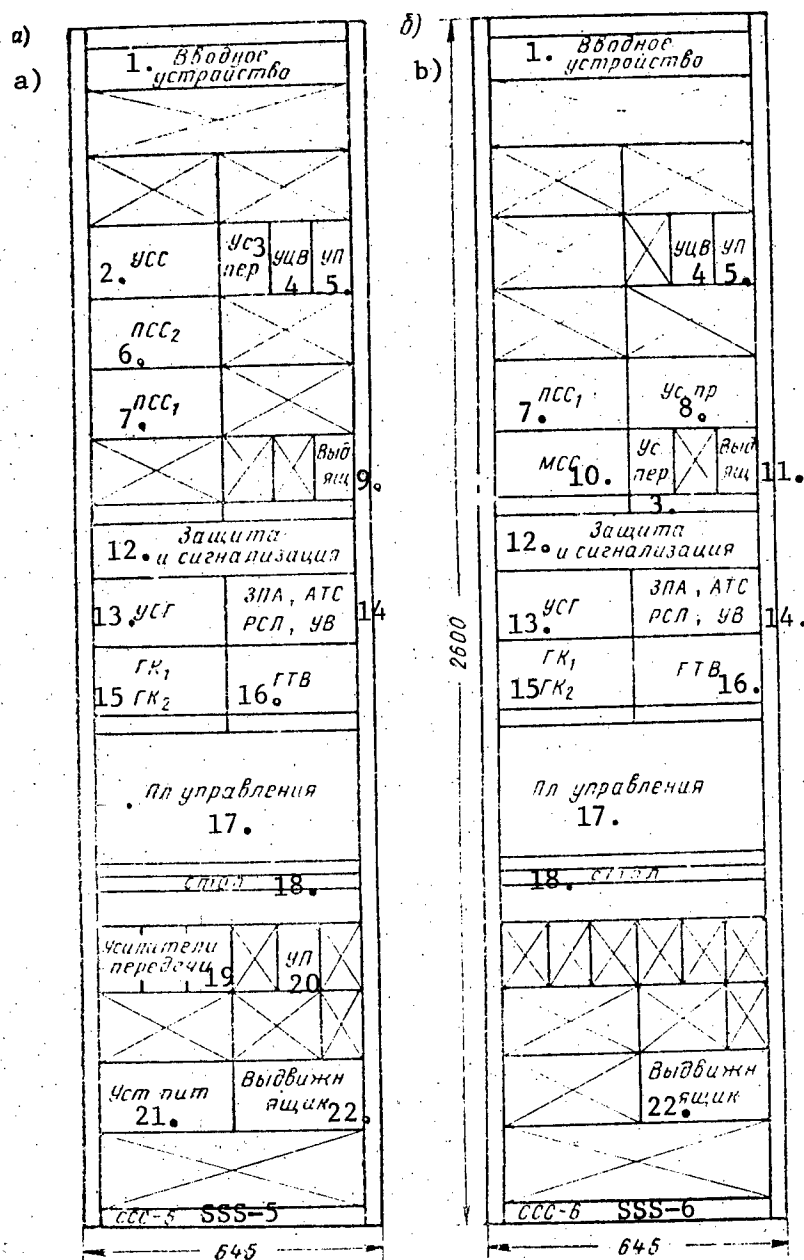 а)
a)
1. Вводное
устройство
2. УСС
Ус 3
пер
УЦВ
4
УП
5.
ПСС₂
6.
7. ПСС₁
Выд
ящ 9.
12. Защита
и сигнализация
13. УСГ
ЗПА, АТС
РСЛ, УВ
14
ГК₁
15 ГК₂
16. ГТВ
Пл управления
17.
стол 18.
Усилители
передачи 19
УП
20
Уст пит
21.
Выдвижн
ящик 22.
ССС-5 SSS-5
645
б)
b)
1. Вводное
устройство
УЦВ
4
УП
5.
7. ПСС₁
Ус пр
8.
МСС 10.
Ус.
пер
3.
Выд
ящ 11.
12. Защита
и сигнализация
13. УСГ
ЗПА, АТС
РСЛ, УВ
14.
ГК₁
15 ГК₂
ГТВ 16.
Пл управления
17.
18. стол
Выдвижн
22. ящик
ССС-6 SSS-6
645
2600